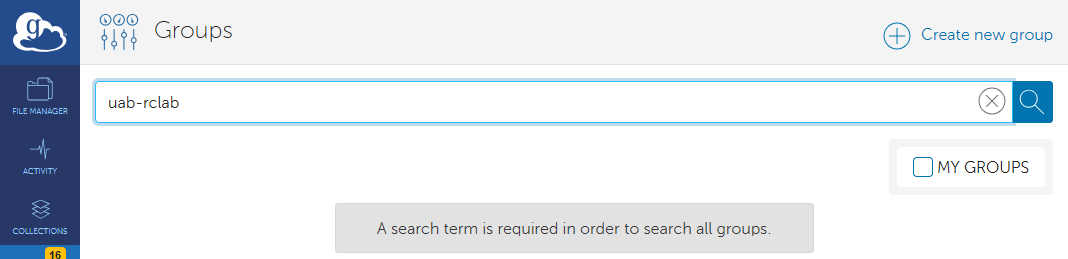 g
Groups
Create new group
FILE MANAGER
uab-rclab
MY GROUPS
ACTIVITY
COLLECTIONS
A search term is required in order to search all groups.
16